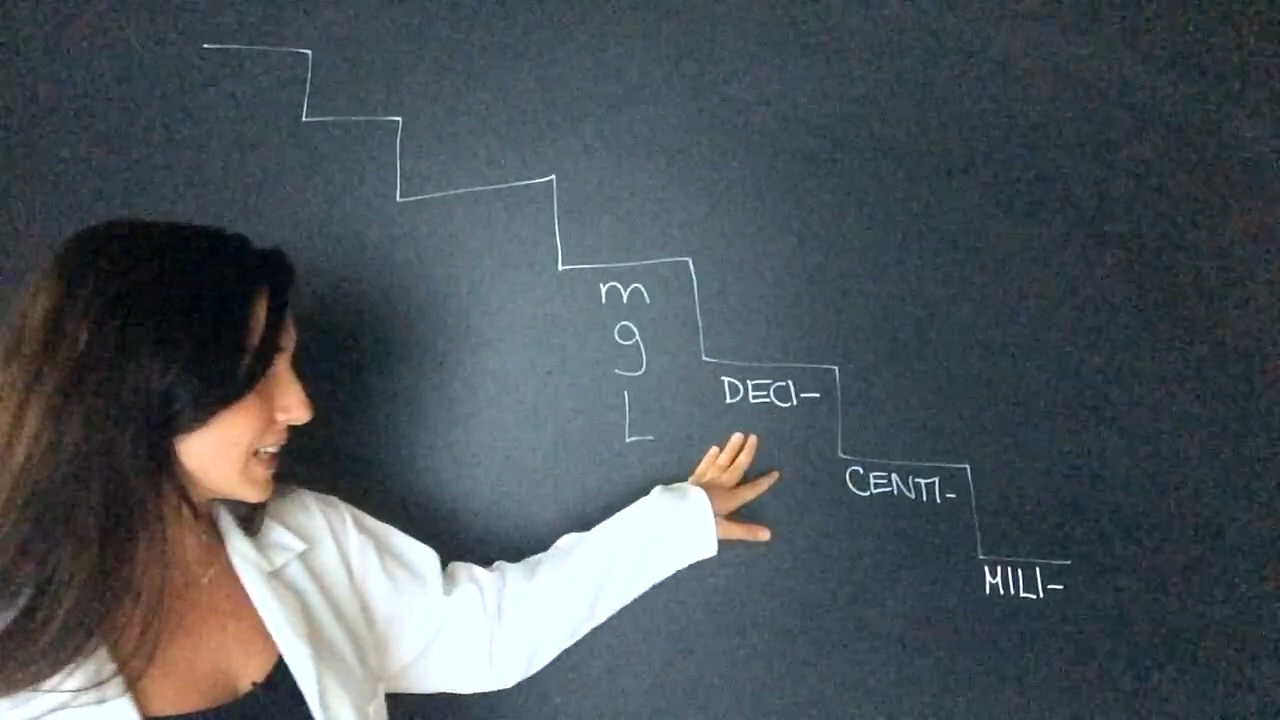 m
g
L
DECI-
CENTI-
MILI-